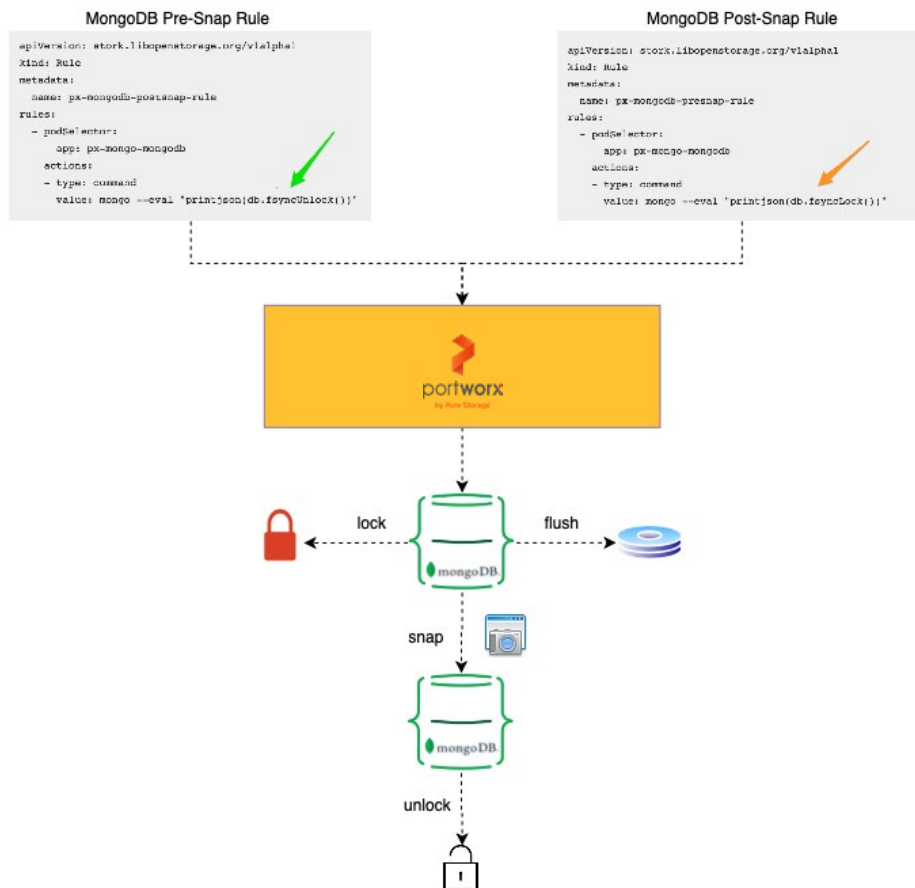 MongoDB Pre-Snap Rule
apiVersion: stork.libopenstorage.org/v1alpha1
kind: Rule
metadata:
name: px-mongodb-postsnap-rule
rules:
- podSelector:
app: px-mongo-mongodb
actions:
- type: command
value: mongo --eval "printjson(db.fsyncUnlock())"
MongoDB Post-Snap Rule
apiVersion: stork.libopenstorage.org/v1alpha1
kind: Rule
metadata:
name: px-mongodb-presnap-rule
rules:
- podSelector:
app: px-mongo-mongodb
actions:
- type: command
value: mongo --eval "printjson(db.fsyncLock())"
portworx
by Pure Storage
lock
flush
mongoDB.
snap
mongoDB.
unlock